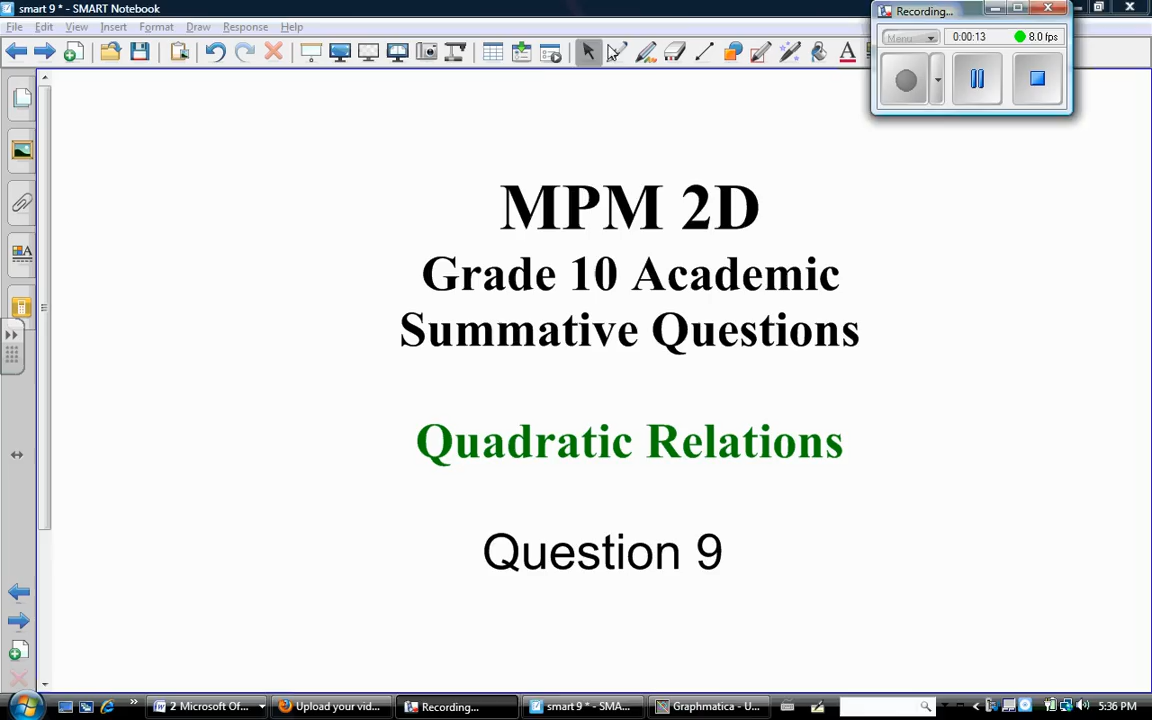 smart 9 * - SMART Notebook
Recording...
File Edit View Insert Format Draw Response Help
Menu 0:00:13 8.0 fps
A
MPM 2D
Grade 10 Academic
Summative Questions
Quadratic Relations
Question 9
2 Microsoft Of... Upload your vid... Recording... smart 9 * - SMA... Graphmatica - U... 5:36 PM